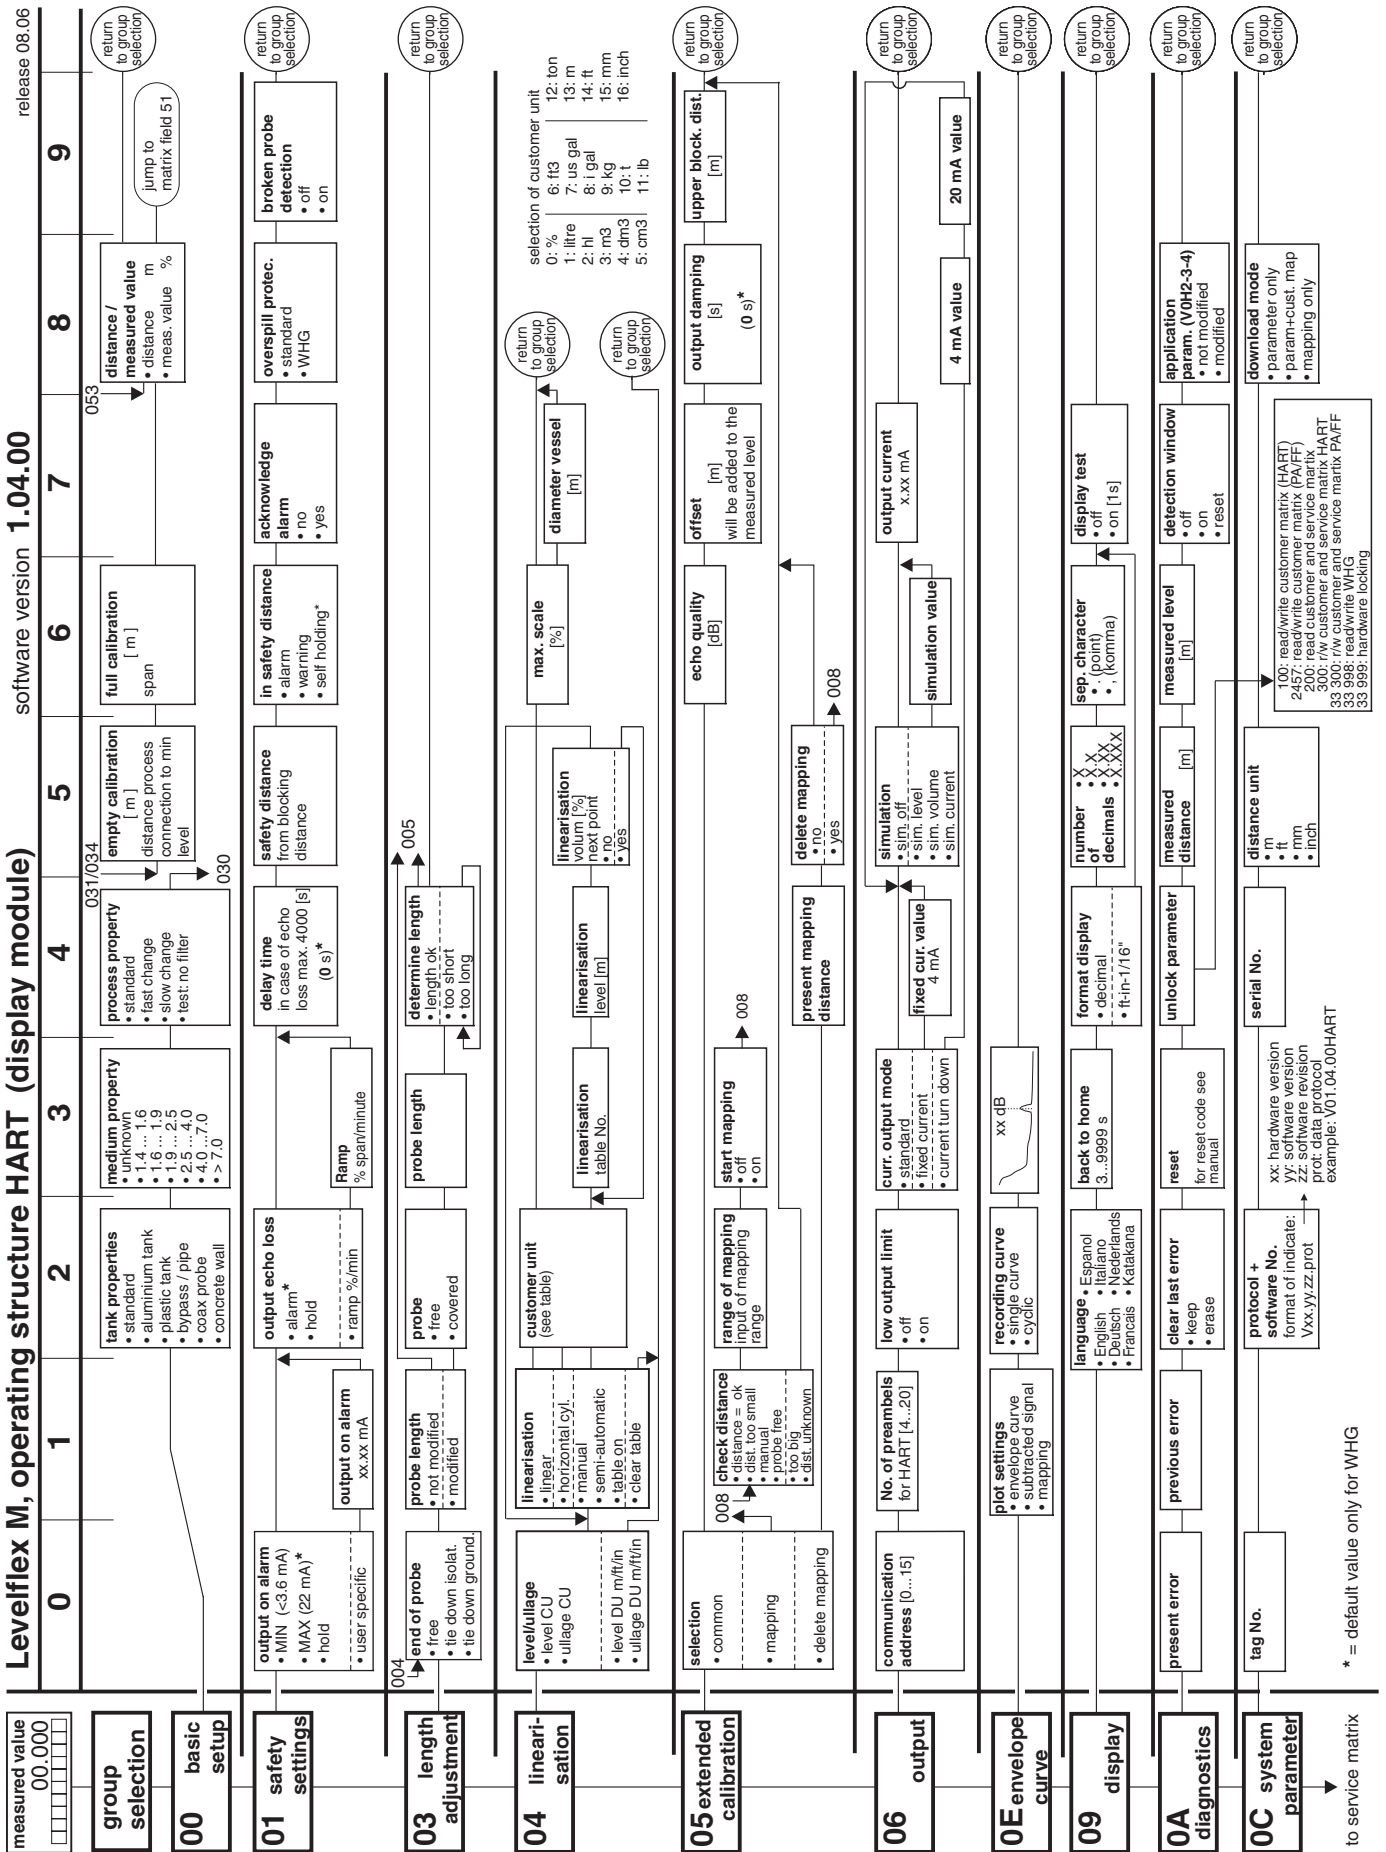 Levelflex M, operating structure HART (display module)
software version 1.04.00
release 08.06
measured value
00.000
0
1
2
3
4
5
6
7
8
9
group
selection
return
to group
selection
00 basic
setup
tank properties
• standard
• aluminium tank
• plastic tank
• bypass / pipe
• coax probe
• concrete wall
medium property
• unknown
• 1.4 ... 1.6
• 1.6 ... 1.9
• 1.9 ... 2.5
• 2.5 ... 4.0
• 4.0 ...7.0
• > 7.0
process property
• standard
• fast change
• slow change
• test: no filter
031/034
030
empty calibration
[ m ]
distance process
connection to min
level
full calibration
[ m ]
span
053
distance /
measured value
• distance m
• meas. value %
jump to
matrix field 51
01 safety
settings
output on alarm
• MIN (<3.6 mA)
• MAX (22 mA)*
• hold
• user specific
output on alarm
xx.xx mA
output echo loss
• alarm*
• hold
• ramp %/min
Ramp
% span/minute
delay time
in case of echo
loss max. 4000 [s]
(0 s)*
safety distance
from blocking
distance
in safety distance
• alarm
• warning
• self holding*
acknowledge
alarm
• no
• yes
overspill protec.
• standard
• WHG
broken probe
detection
• off
• on
return
to group
selection
03 length
adjustment
004
end of probe
• free
• tie down isolat.
• tie down ground.
probe length
• not modified
• modified
probe
• free
• covered
probe length
determine length
• length ok
• too short
• too long
005
return
to group
selection
04 lineari-
sation
level/ullage
• level CU
• ullage CU
• level DU m/ft/in
• ullage DU m/ft/in
linearisation
• linear
• horizontal cyl.
• manual
• semi-automatic
• table on
• clear table
customer unit
(see table)
linearisation
table No.
linearisation
level [m]
linearisation
volum [%]
next point
• no
• yes
max. scale
[%]
diameter vessel
[m]
return
to group
selection
return
to group
selection
selection of customer unit
0: %
1: litre
2: hl
3: m3
4: dm3
5: cm3
6: ft3
7: us gal
8: i gal
9: kg
10: t
11: lb
12: ton
13: m
14: ft
15: mm
16: inch
05 extended
calibration
selection
• common
• mapping
• delete mapping
008
check distance
• distance = ok
• dist. too small
• manual
• probe free
• too big
• dist. unknown
range of mapping
input of mapping
range
start mapping
• off
• on
008
present mapping
distance
delete mapping
• no
• yes
008
echo quality
[dB]
offset
[m]
will be added to the
measured level
output damping
[s]
(0 s)*
upper block. dist.
[m]
return
to group
selection
06 output
communication
address [0...15]
No. of preambels
for HART [4...20]
low output limit
• off
• on
curr. output mode
• standard
• fixed current
• current turn down
fixed cur. value
4 mA
simulation
• sim. off
• sim. level
• sim. volume
• sim. current
simulation value
output current
x.xx mA
4 mA value
20 mA value
return
to group
selection
0E envelope
curve
plot settings
• envelope curve
• subtracted signal
• mapping
recording curve
• single curve
• cyclic
xx dB
return
to group
selection
09 display
language
• English
• Deutsch
• Francais
• Espanol
• Italiano
• Nederlands
• Katakana
back to home
3...9999 s
format display
• decimal
• ft-in-1/16"
number
of
decimals
• X
• X.X
• X.XX
• X.XXX
sep. character
• . (point)
• , (komma)
display test
• off
• on [1s]
return
to group
selection
0A diagnostics
present error
previous error
clear last error
• keep
• erase
reset
for reset code see
manual
unlock parameter
measured
distance [m]
measured level
[m]
detection window
• off
• on
• reset
application
param. (V0H2-3-4)
• not modified
• modified
return
to group
selection
100: read/write customer matrix (HART)
2457: read/write customer matrix (PA/FF)
200: read customer and service martix
300: r/w customer and service matrix HART
33 300: r/w customer and service martix PA/FF
33 998: read/write WHG
33 999: hardware locking
0C system
parameter
tag No.
protocol +
software No.
format of indicate:
Vxx.yy.zz.prot
xx: hardware version
yy: software version
zz: software revision
prot: data protocol
example: V01.04.00HART
serial No.
distance unit
• m
• ft
• mm
• inch
download mode
• parameter only
• param+cust. map
• mapping only
return
to group
selection
to service matrix
* = default value only for WHG